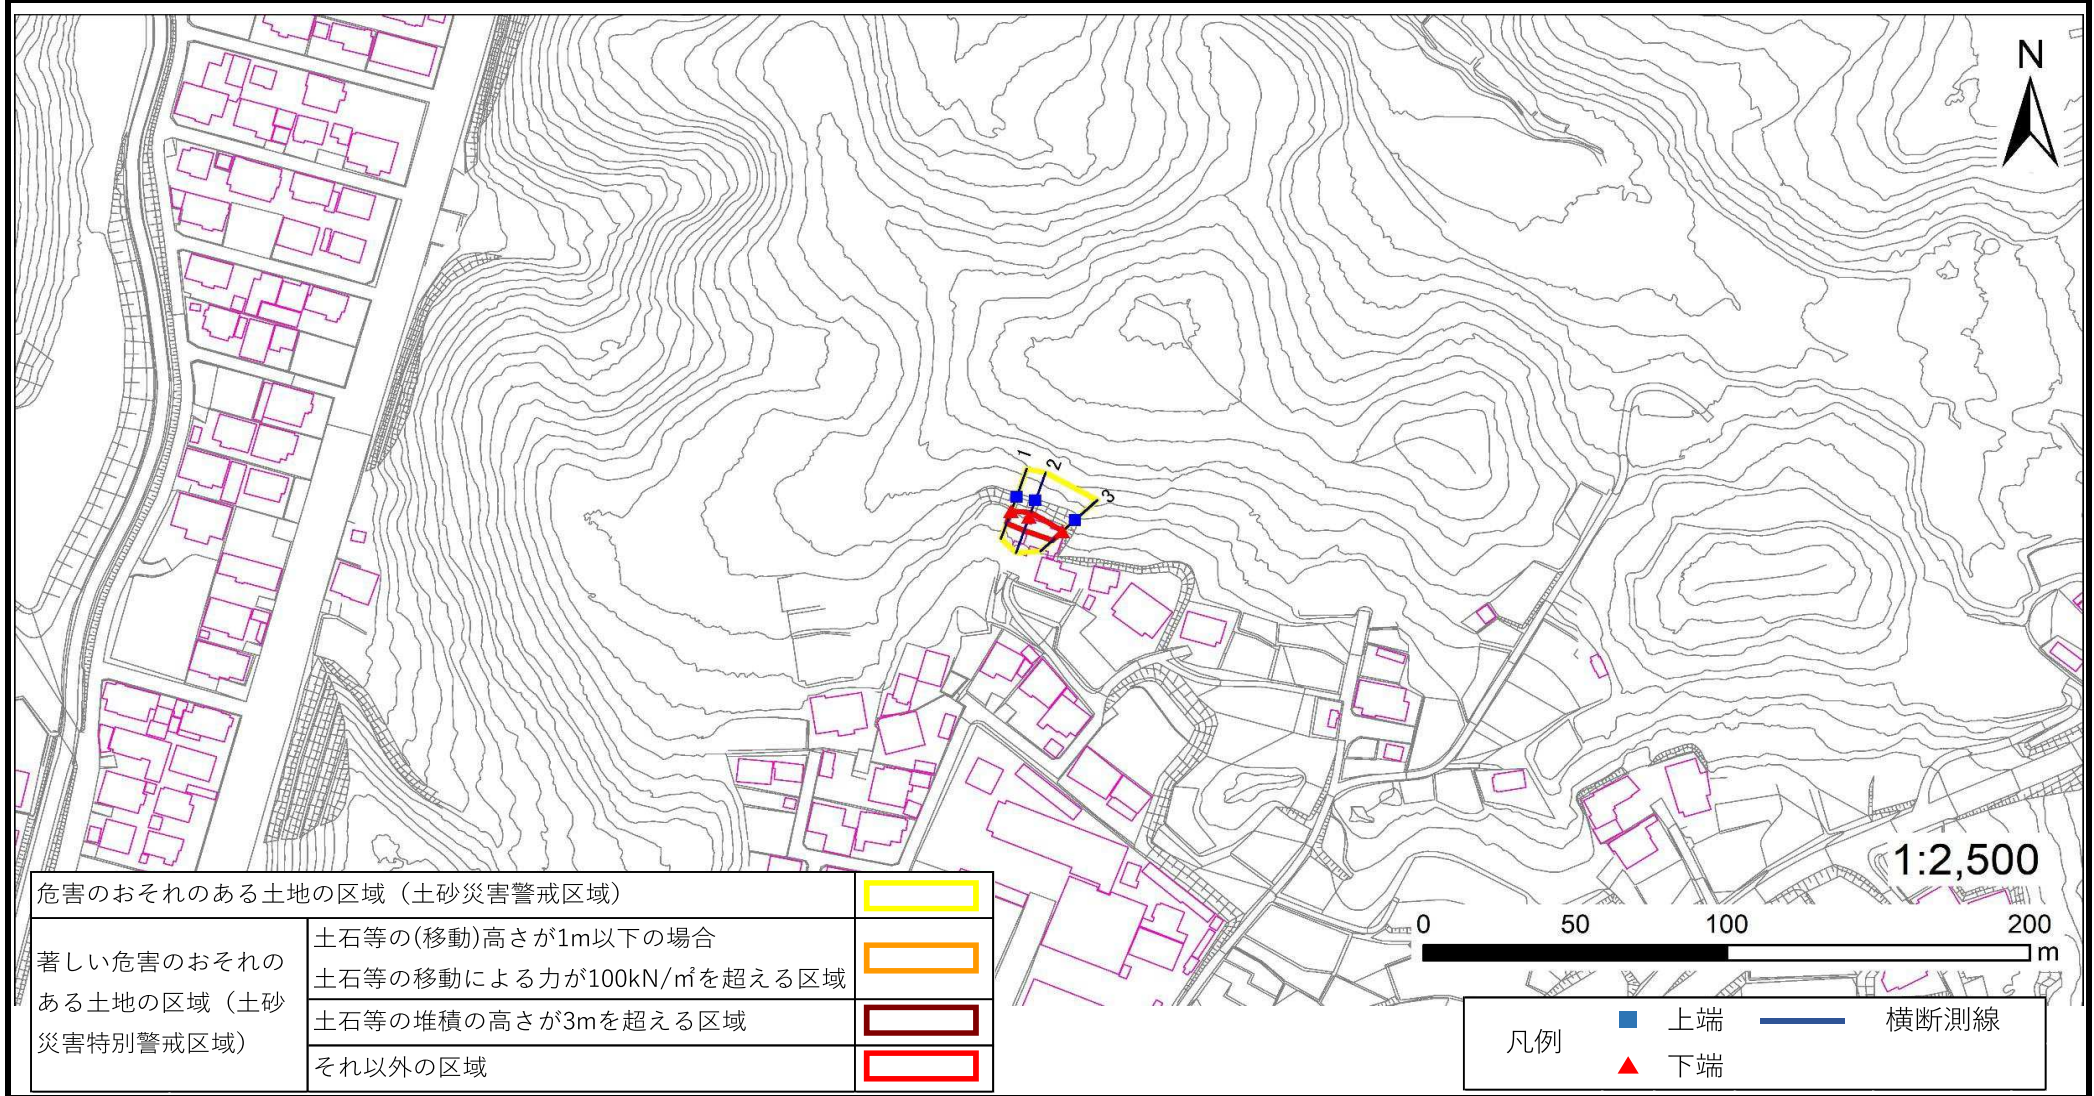 N
1
2
3
1:2,500
0 50 100 200
m
危害のおそれのある土地の区域（土砂災害警戒区域）
著しい危害のおそれの
ある土地の区域（土砂
災害特別警戒区域）
土石等の(移動)高さが1m以下の場合
土石等の移動による力が100kN/㎡を超える区域
土石等の堆積の高さが3mを超える区域
それ以外の区域
凡例
上端
横断測線
下端